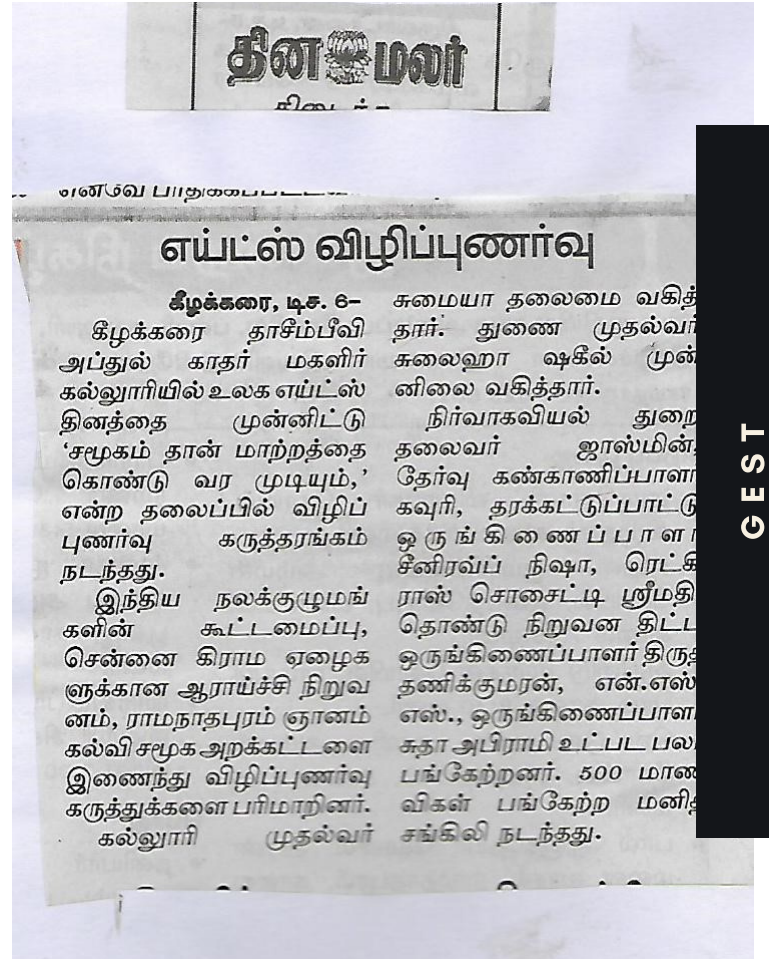 தின மலர்
எய்ட்ஸ் விழிப்புணர்வு
கீழக்கரை, டிச. 6–
கீழக்கரை தாசீம்பீவி
அப்துல் காதர் மகளிர்
கல்லுாரியில் உலக எய்ட்ஸ்
தினத்தை முன்னிட்டு
‘சமூகம் தான் மாற்றத்தை
கொண்டு வர முடியும்,’
என்ற தலைப்பில் விழிப்
புணர்வு கருத்தரங்கம்
நடந்தது.
இந்திய நலக்குழுமங்
களின் கூட்டமைப்பு,
சென்னை கிராம ஏழைக
ளுக்கான ஆராய்ச்சி நிறுவ
னம், ராமநாதபுரம் ஞானம்
கல்வி சமூக அறக்கட்டளை
இணைந்து விழிப்புணர்வு
கருத்துக்களை பரிமாறினர்.
கல்லுாரி முதல்வர்
சுமையா தலைமை வகித்
தார். துணை முதல்வர்
சுலைஹா ஷகீல் முன்
னிலை வகித்தார்.
நிர்வாகவியல் துறை
தலைவர் ஜாஸ்மின்,
தேர்வு கண்காணிப்பாளர்
கவுரி, தரக்கட்டுப்பாட்டு
ஒருங்கிணைப்பாளர்
சீனிரவ்ப் நிஷா, ரெட்கி
ராஸ் சொசைட்டி ஸ்ரீமதி
தொண்டு நிறுவன திட்ட
ஒருங்கிணைப்பாளர் திருத்
தணிக்குமரன், என்.எஸ்.
எஸ்., ஒருங்கிணைப்பாள
சுதா அபிராமி உட்பட பலர்
பங்கேற்றனர். 500 மாண
விகள் பங்கேற்ற மனித
சங்கிலி நடந்தது.
GEST